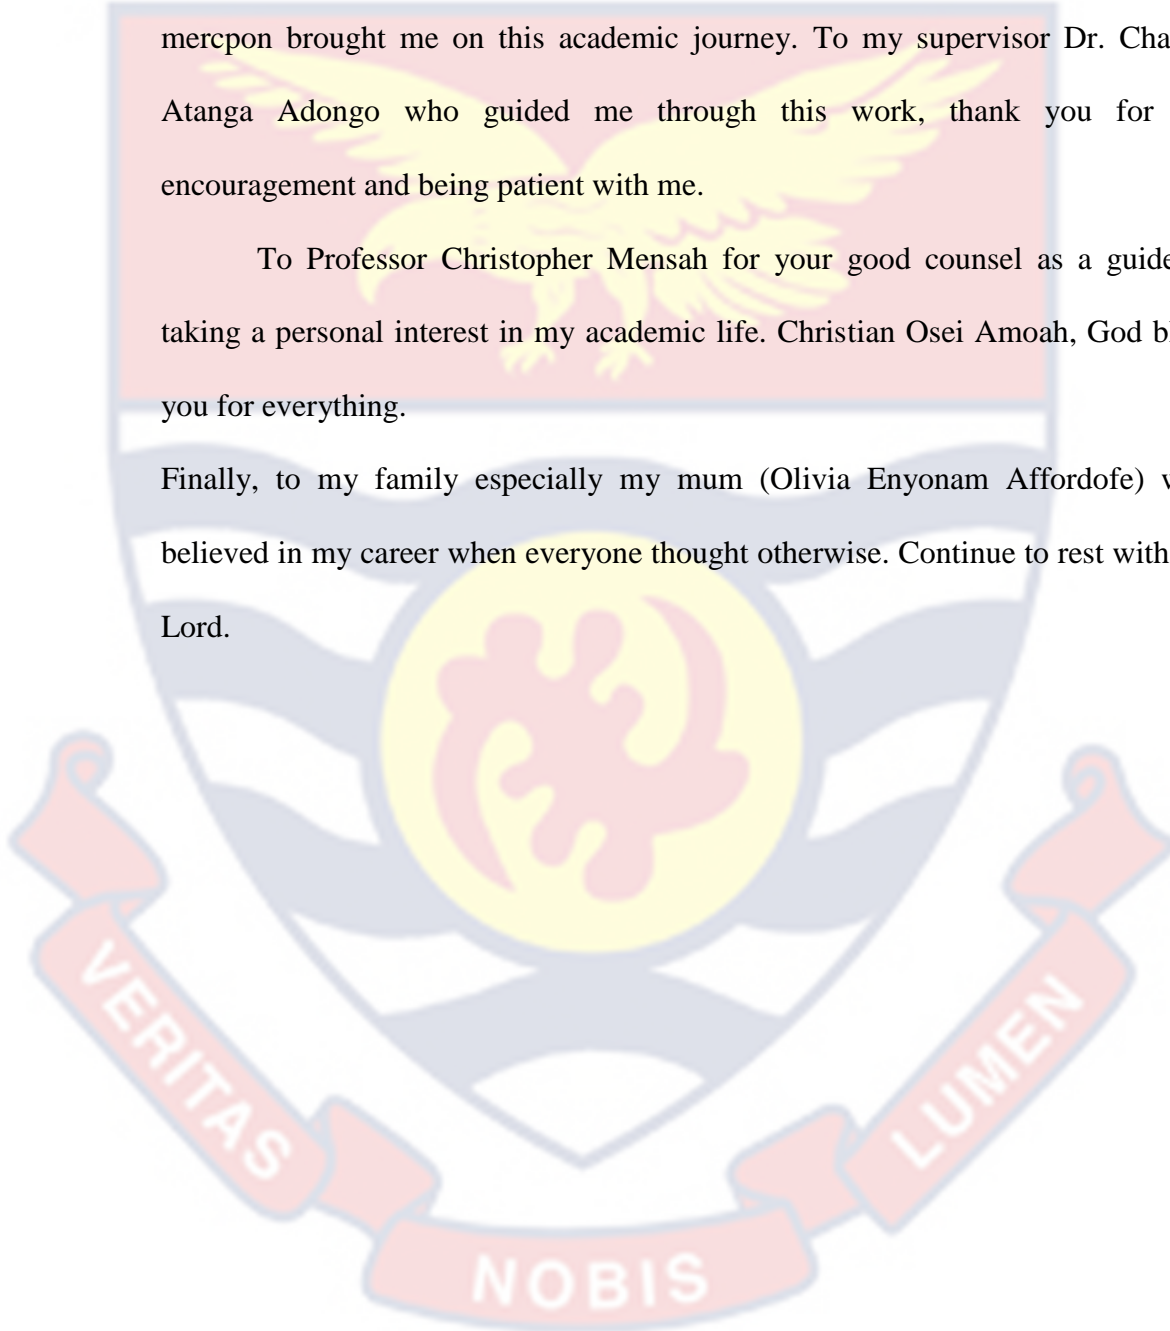 mercpon brought me on this academic journey. To my supervisor Dr. Cha
Atanga Adongo who guided me through this work, thank you for
encouragement and being patient with me.
To Professor Christopher Mensah for your good counsel as a guide
taking a personal interest in my academic life. Christian Osei Amoah, God bl
you for everything.
Finally, to my family especially my mum (Olivia Enyonam Affordofe) w
believed in my career when everyone thought otherwise. Continue to rest with
Lord.
VERITAS
NOBIS
LUMEN